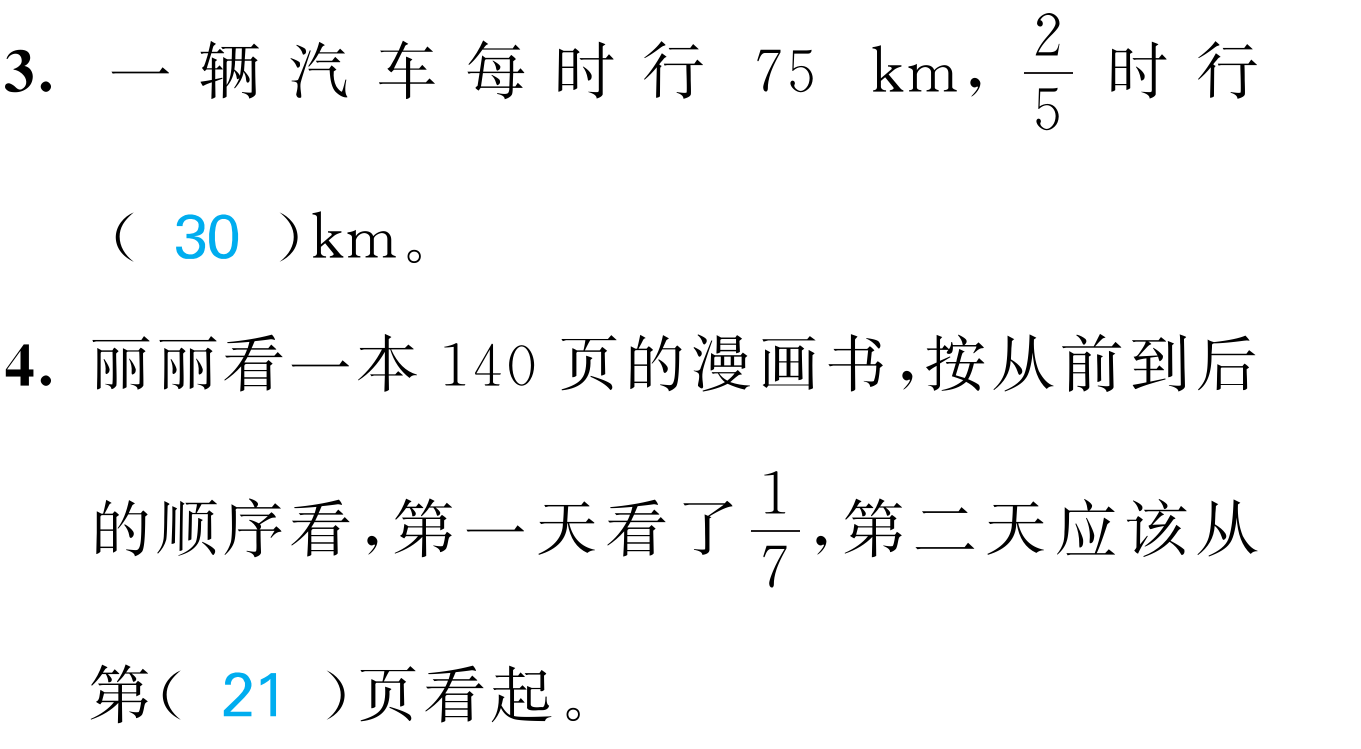 3. 一辆汽车每时行 75 km, 2/5 时行
( 30 )km。
4. 丽丽看一本 140 页的漫画书,按从前到后
的顺序看,第一天看了 1/7,第二天应该从
第( 21 )页看起。